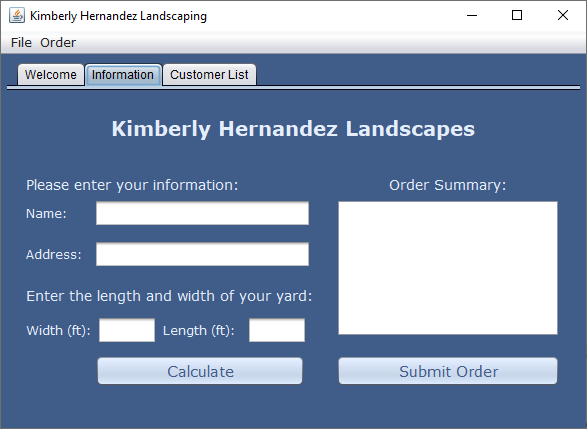 Kimberly Hernandez Landscaping
File Order
Welcome Information Customer List
Kimberly Hernandez Landscapes
Please enter your information:
Name:
Address:
Enter the length and width of your yard:
Width (ft): Length (ft):
Calculate
Order Summary:
Submit Order